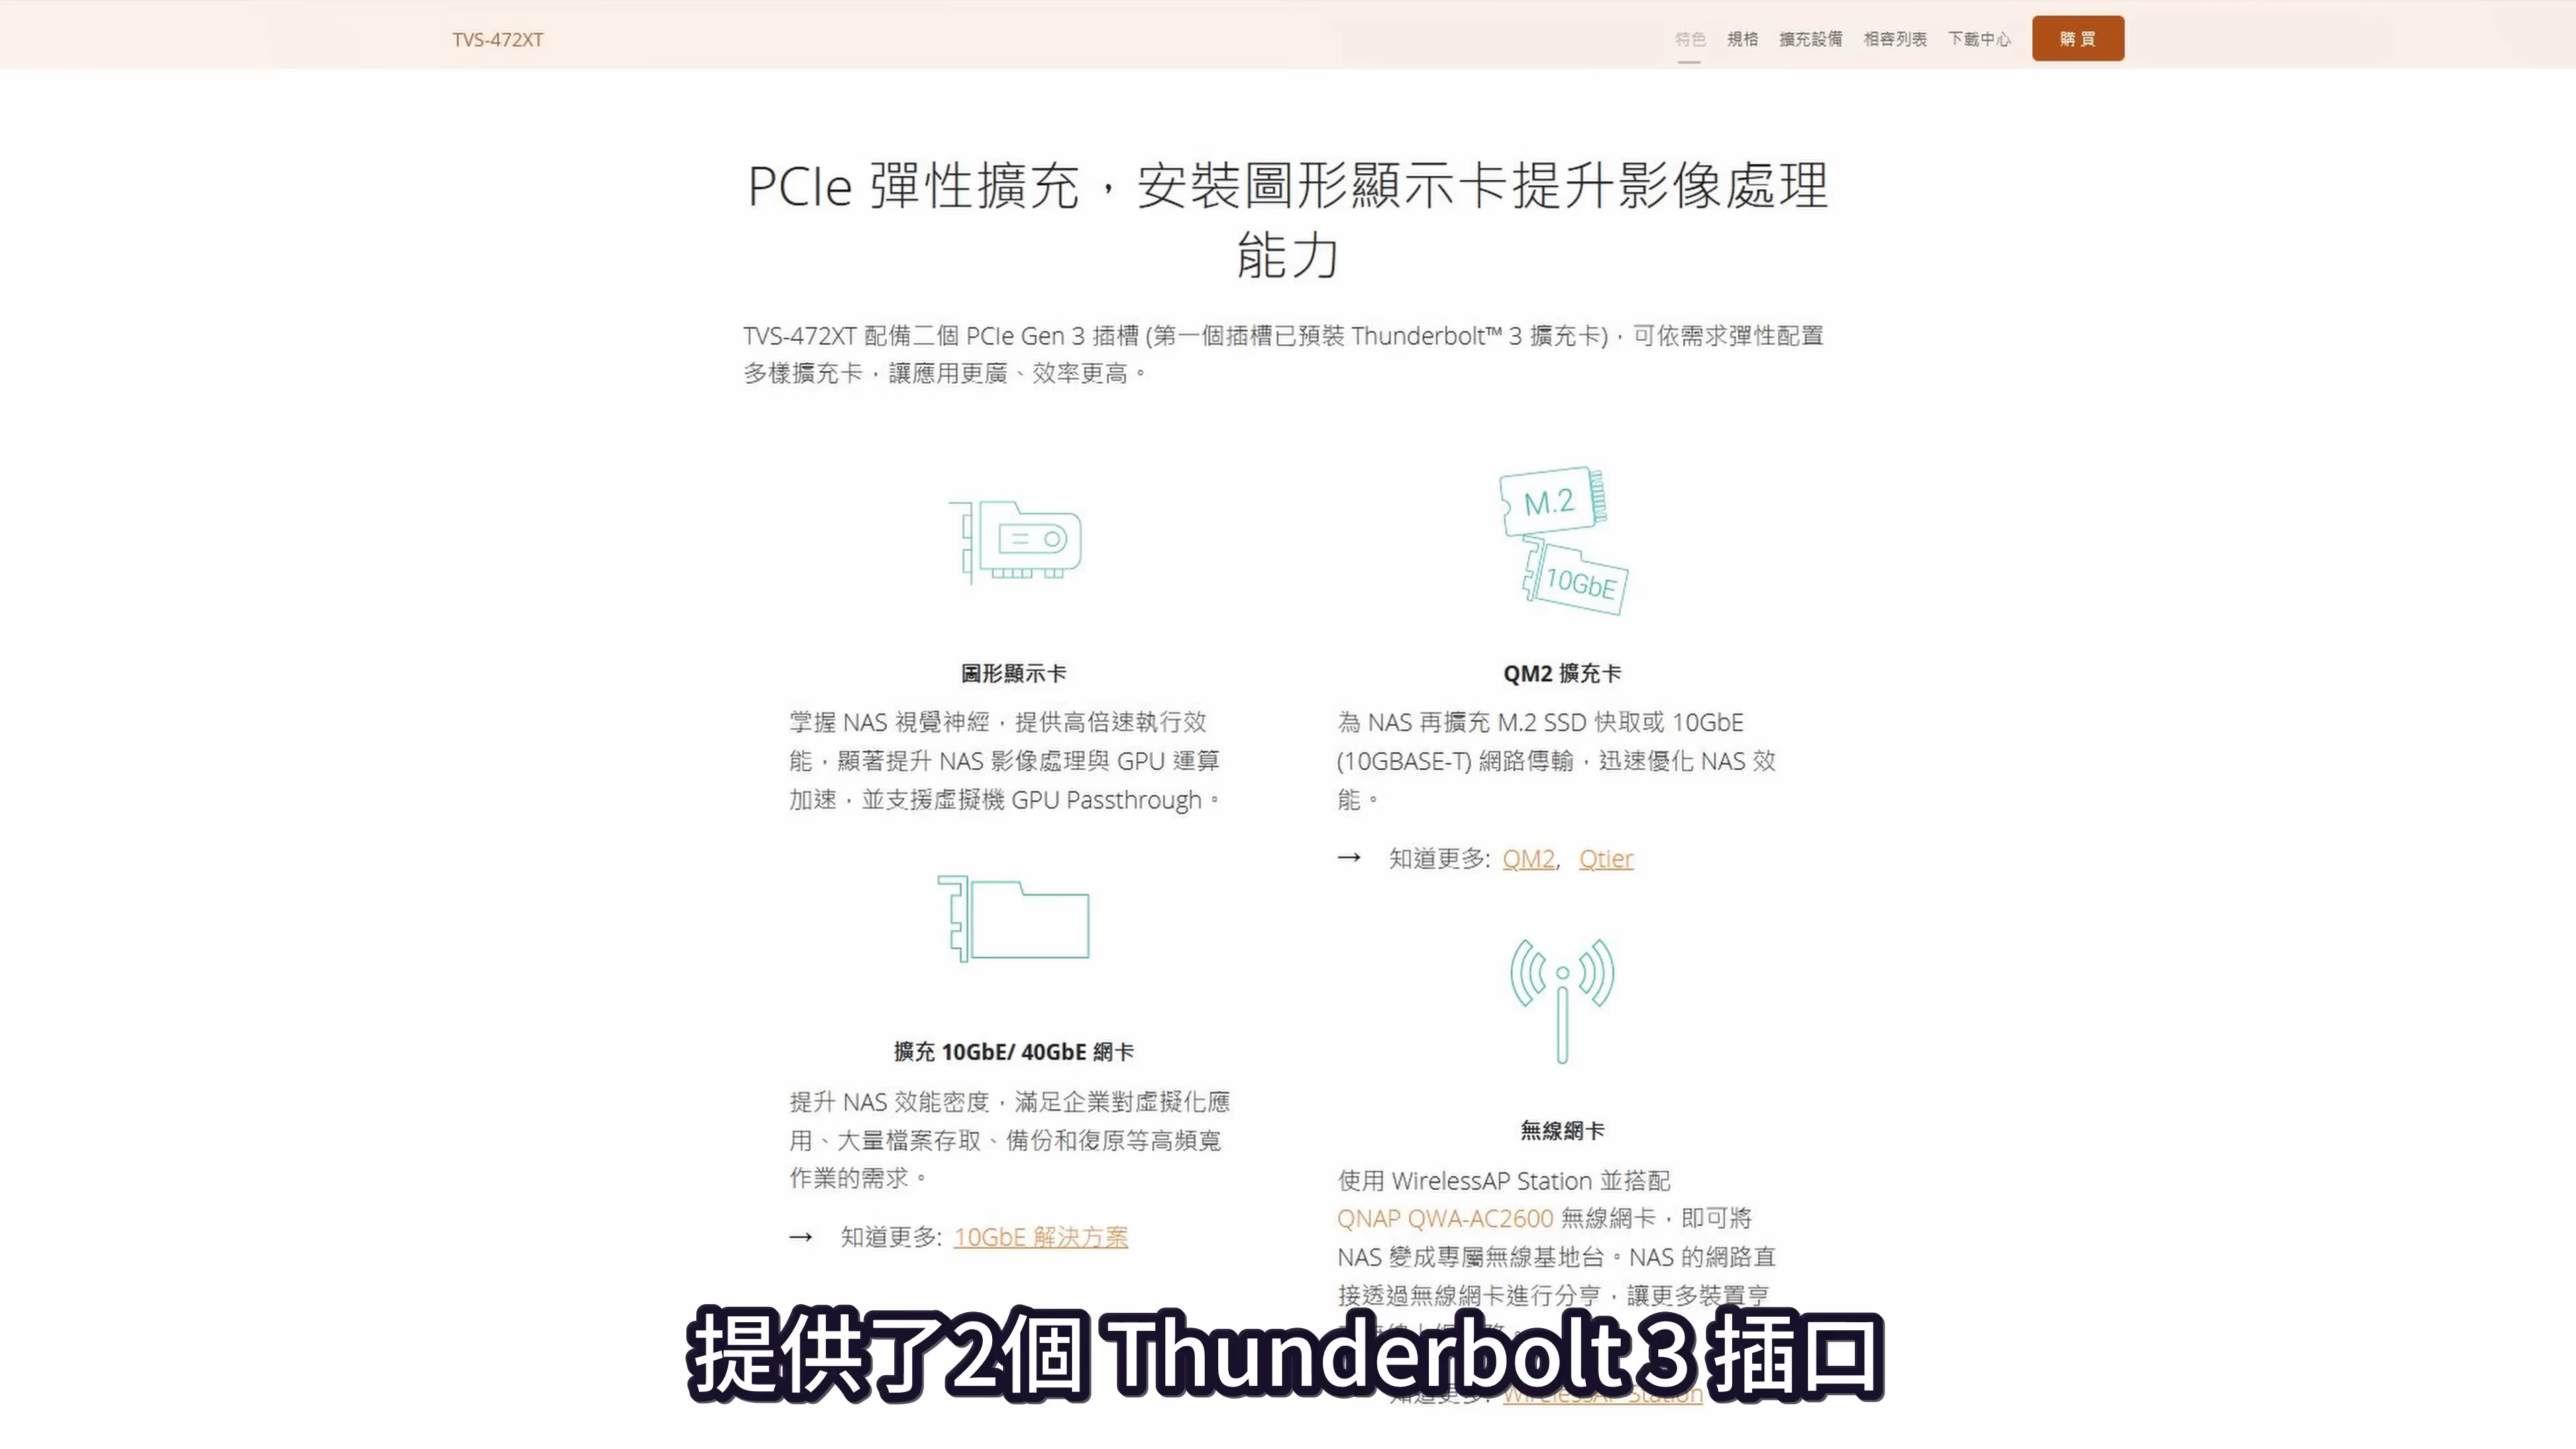 TVS-472XT
特色 規格 擴充設備 相容列表 下載中心 購買
PCIe 彈性擴充，安裝圖形顯示卡提升影像處理
能力
TVS-472XT 配備二個 PCIe Gen 3 插槽 (第一個插槽已預裝 Thunderbolt™ 3 擴充卡)，可依需求彈性配置
多樣擴充卡，讓應用更廣、效率更高。
圖形顯示卡
掌握 NAS 視覺神經，提供高倍速執行效
能，顯著提升 NAS 影像處理與 GPU 運算
加速，並支援虛擬機 GPU Passthrough。
M.2
10GbE
QM2 擴充卡
為 NAS 再擴充 M.2 SSD 快取或 10GbE
(10GBASE-T) 網路傳輸，迅速優化 NAS 效
能。
→ 知道更多: QM2, Qtier
擴充 10GbE/ 40GbE 網卡
提升 NAS 效能密度，滿足企業對虛擬化應
用、大量檔案存取、備份和復原等高頻寬
作業的需求。
→ 知道更多: 10GbE 解決方案
無線網卡
使用 WirelessAP Station 並搭配
QNAP QWA-AC2600 無線網卡，即可將
NAS 變成專屬無線基地台。NAS 的網路直
接透過無線網卡進行分享，讓更多裝置享
知道更多: WirelessAP Station
提供了2個 Thunderbolt 3 插口